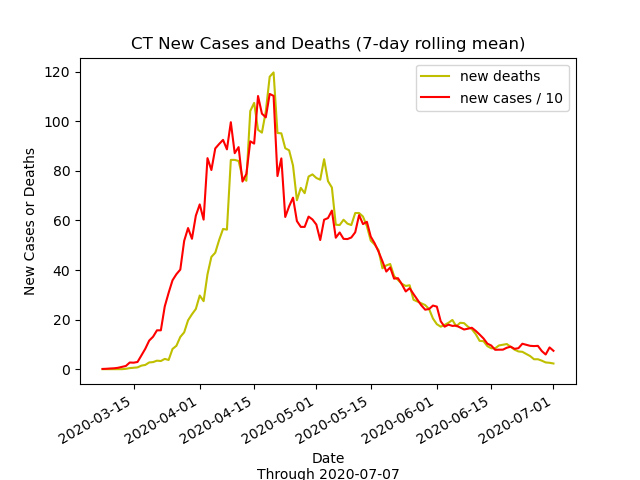 CT New Cases and Deaths (7-day rolling mean)
new deaths
new cases / 10
New Cases or Deaths
120
100
80
60
40
20
0
2020-03-15
2020-04-01
2020-04-15
2020-05-01
2020-05-15
2020-06-01
2020-06-15
2020-07-01
Date
Through 2020-07-07